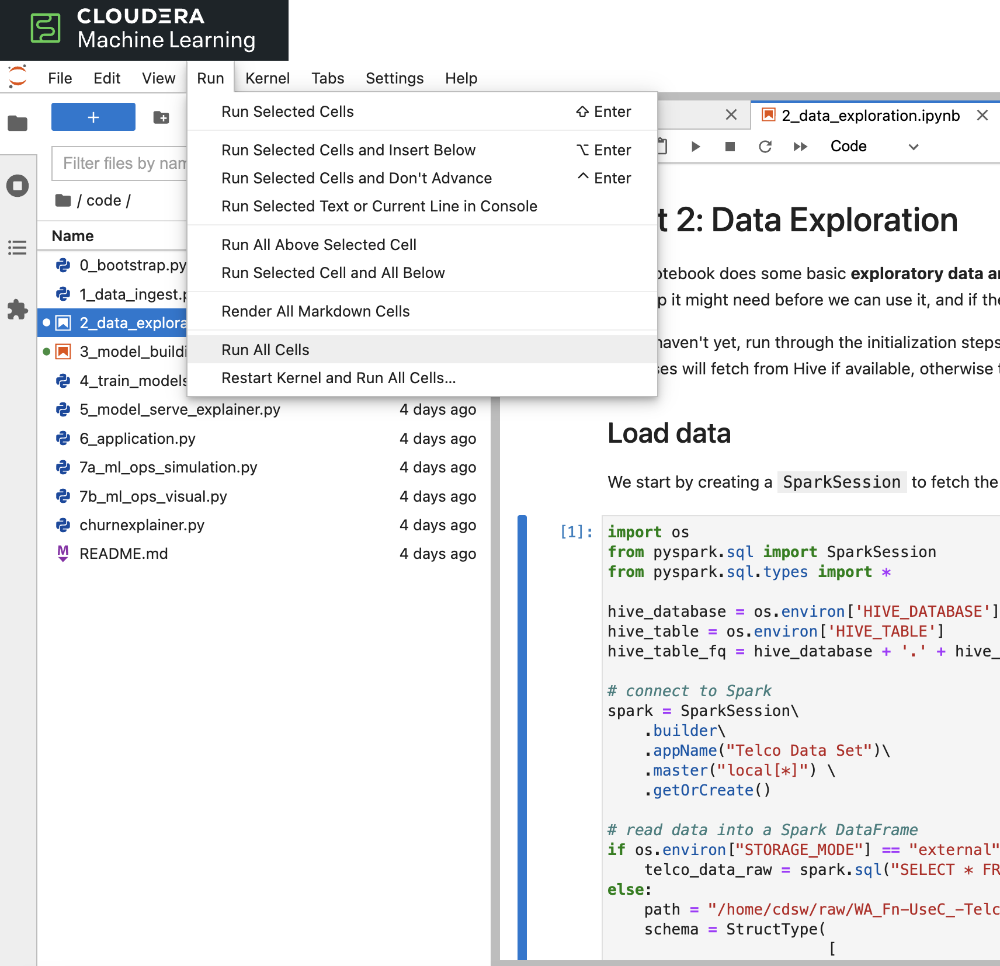 CLOUDERA
Machine Learning
File Edit View Run Kernel Tabs Settings Help
Run Selected Cells ⇧ Enter
Run Selected Cells and Insert Below ⌥ Enter
Run Selected Cells and Don't Advance ^ Enter
Run Selected Text or Current Line in Console
Run All Above Selected Cell
Run Selected Cell and All Below
Render All Markdown Cells
Run All Cells
Restart Kernel and Run All Cells...
+
Filter files by nam
/ code /
Name
0_bootstrap.py
1_data_ingest.p
2_data_explora
3_model_buildi
4_train_models
5_model_serve_explainer.py 4 days ago
6_application.py 4 days ago
7a_ml_ops_simulation.py 4 days ago
7b_ml_ops_visual.py 4 days ago
churnexplainer.py 4 days ago
README.md 4 days ago
2_data_exploration.ipynb
Code
t 2: Data Exploration
otebook does some basic exploratory data a
p it might need before we can use it, and if the
haven't yet, run through the initialization steps
ses will fetch from Hive if available, otherwise
Load data
We start by creating a SparkSession to fetch the
[1]:
import os
from pyspark.sql import SparkSession
from pyspark.sql.types import *
hive_database = os.environ['HIVE_DATABASE']
hive_table = os.environ['HIVE_TABLE']
hive_table_fq = hive_database + '.' + hive_
# connect to Spark
spark = SparkSession\
.builder\
.appName("Telco Data Set")\
.master("local[*]") \
.getOrCreate()
# read data into a Spark DataFrame
if os.environ["STORAGE_MODE"] == "external"
telco_data_raw = spark.sql("SELECT * FR
else:
path = "/home/cdsw/raw/WA_Fn-UseC_-Telc
schema = StructType(
[